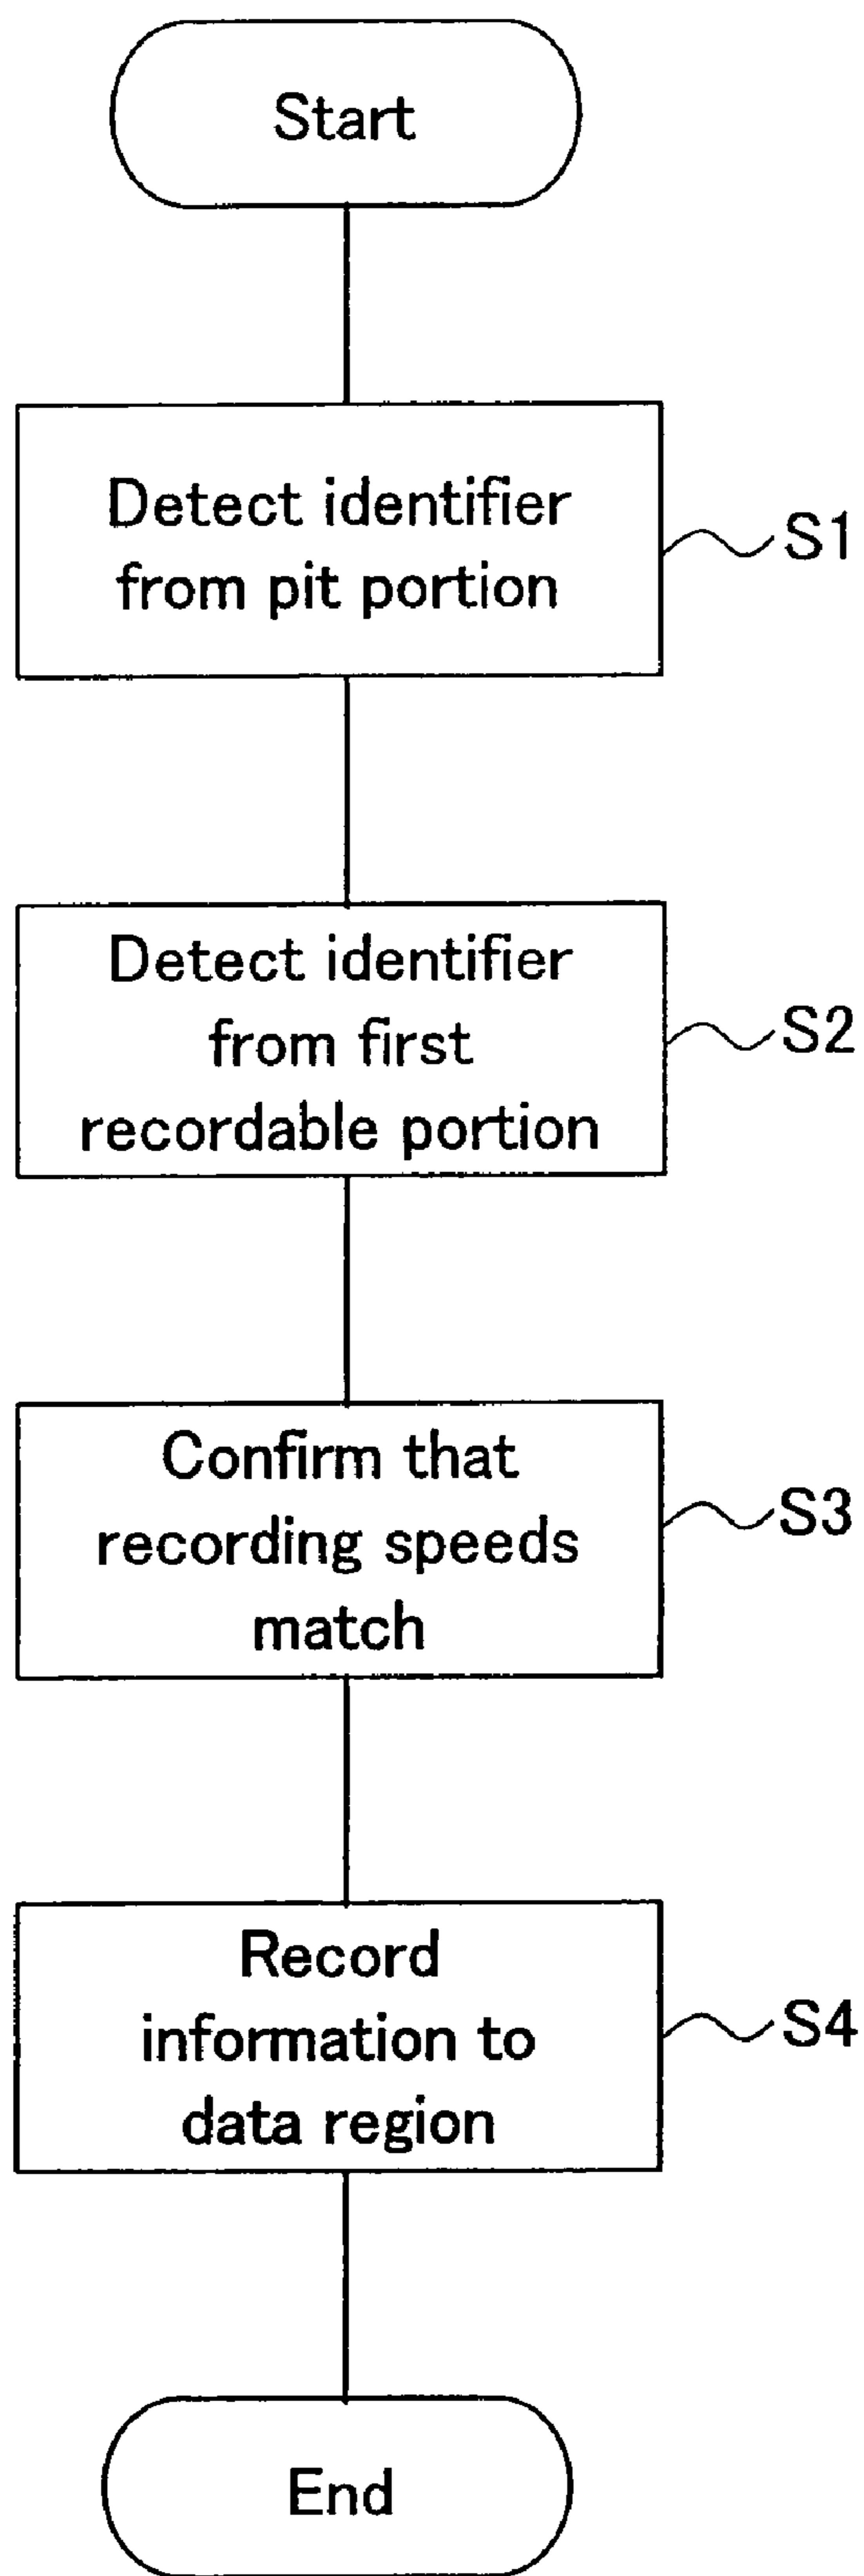 Start
Detect identifier
from pit portion
S1
Detect identifier
from first
recordable portion
S2
Confirm that
recording speeds
match
S3
Record
information to
data region
S4
End